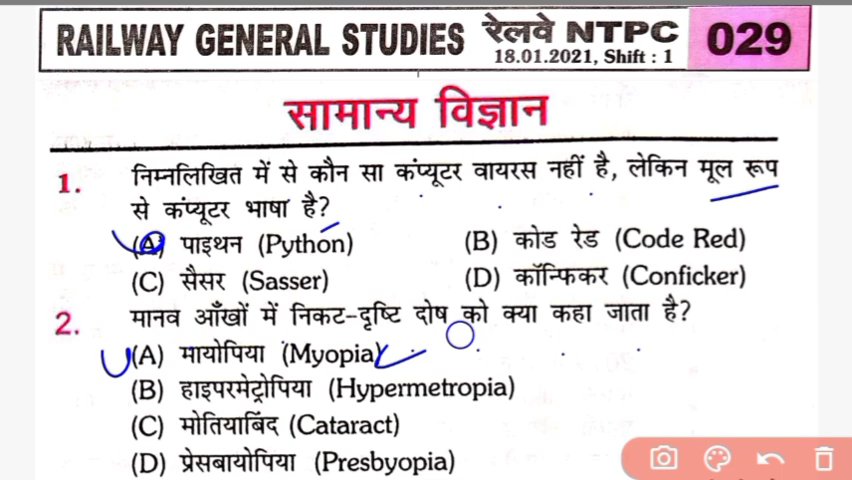 RAILWAY GENERAL STUDIES रेलवे NTPC 029
18.01.2021, Shift : 1
सामान्य विज्ञान
1. निम्नलिखित में से कौन सा कंप्यूटर वायरस नहीं है, लेकिन मूल रूप
से कंप्यूटर भाषा है?
(A) पाइथन (Python) (B) कोड रेड (Code Red)
(C) सैसर (Sasser) (D) कॉन्फिकर (Conficker)
2. मानव आँखों में निकट-दृष्टि दोष को क्या कहा जाता है?
(A) मायोपिया (Myopia)
(B) हाइपरमेट्रोपिया (Hypermetropia)
(C) मोतियाबिंद (Cataract)
(D) प्रेसबायोपिया (Presbyopia)